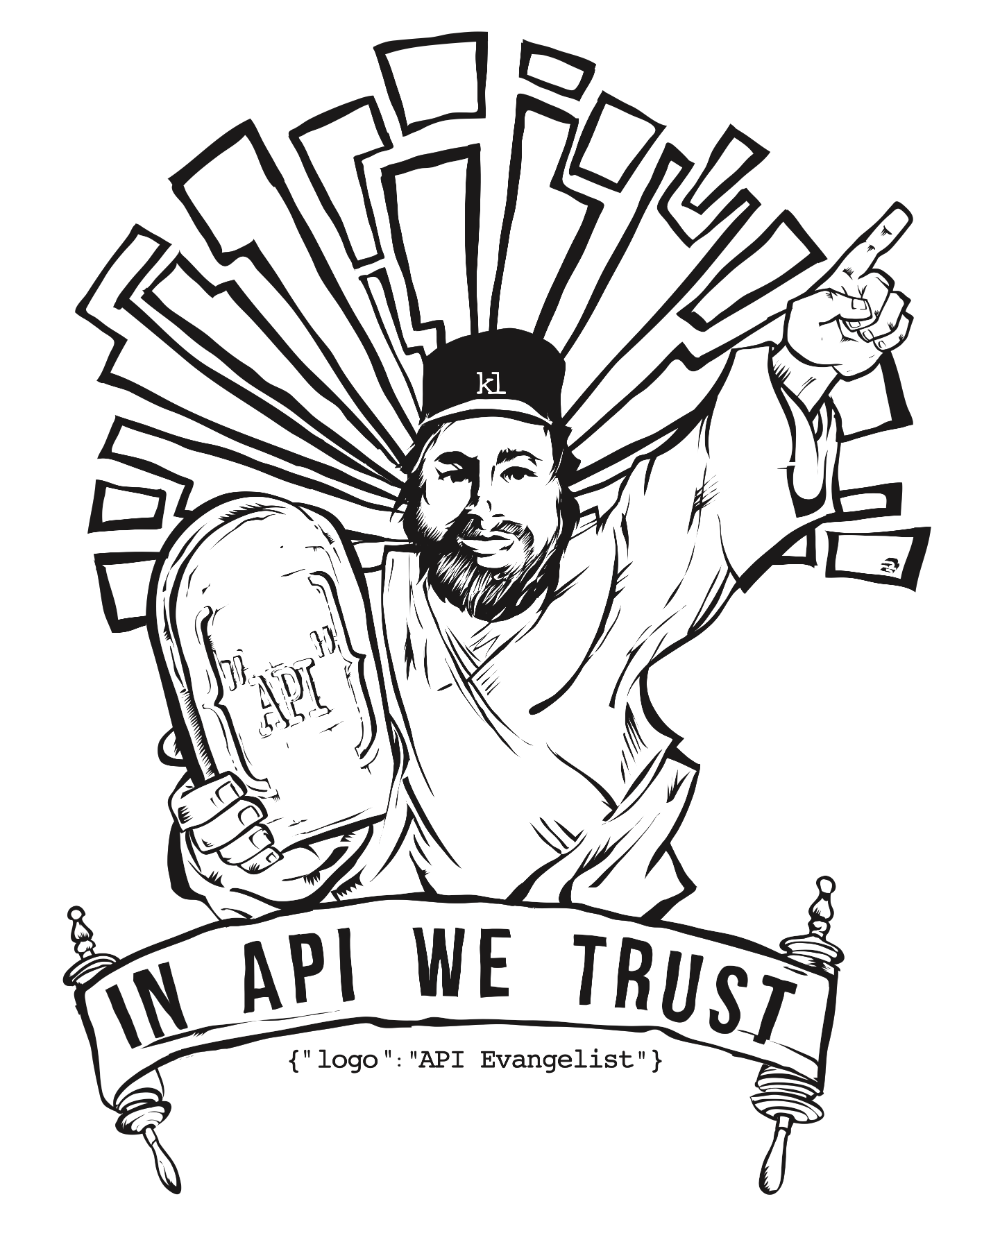 kl
{"API"}
IN API WE TRUST
{"logo":"API Evangelist"}